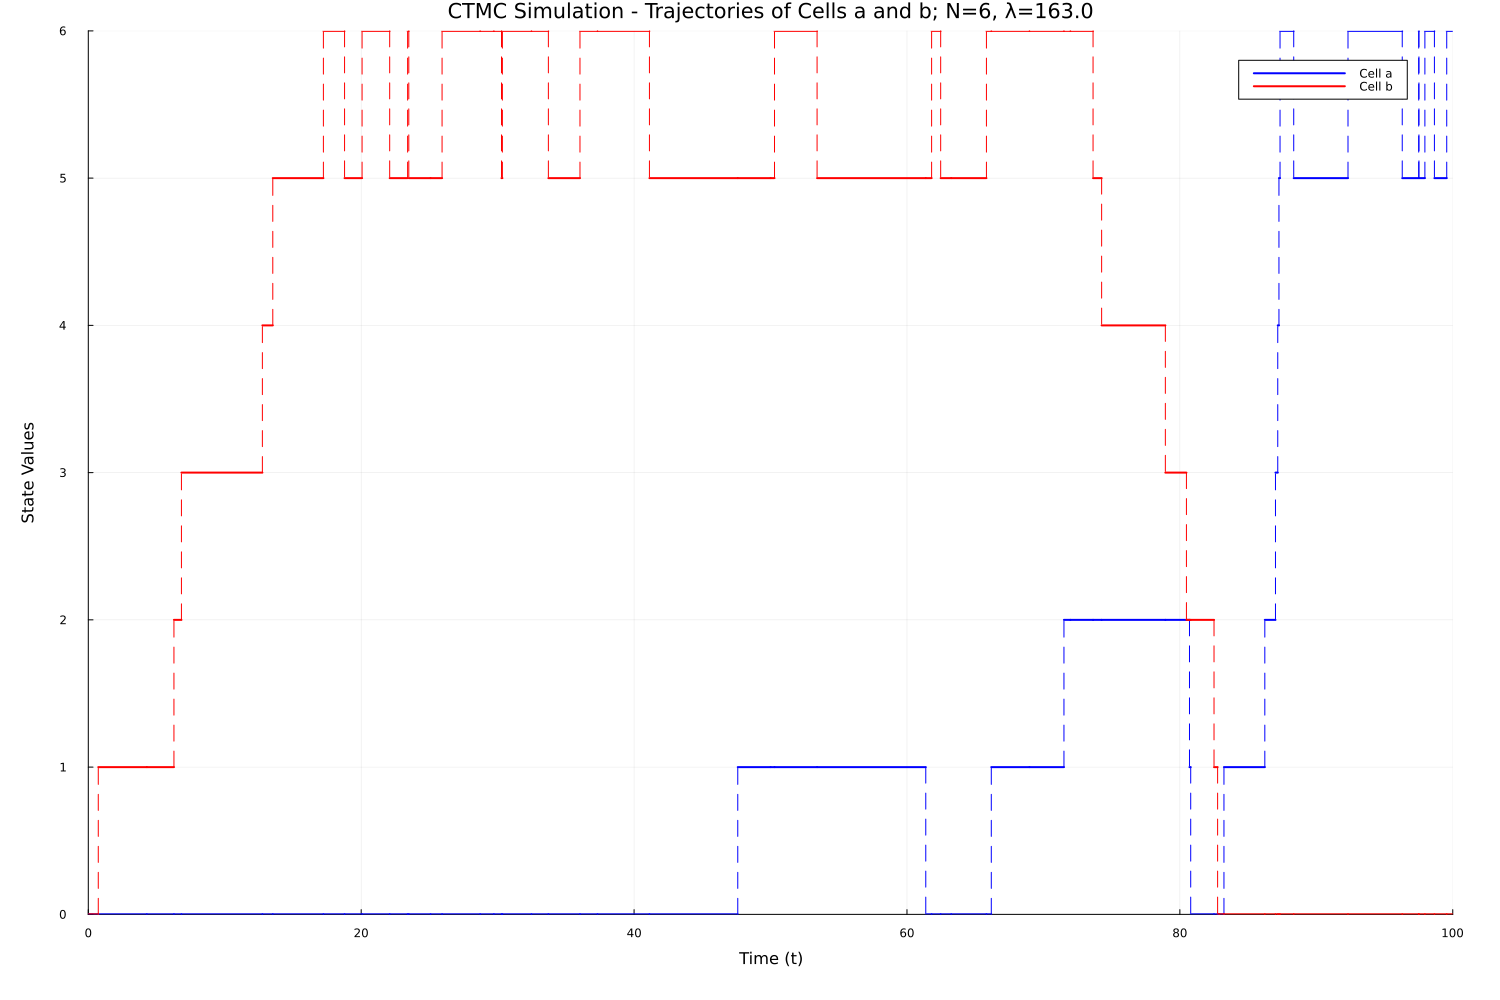 CTMC Simulation - Trajectories of Cells a and b; N=6, λ=163.0
6
5
4
3
2
1
0
State Values
Cell a
Cell b
0 20 40 60 80 100
Time (t)